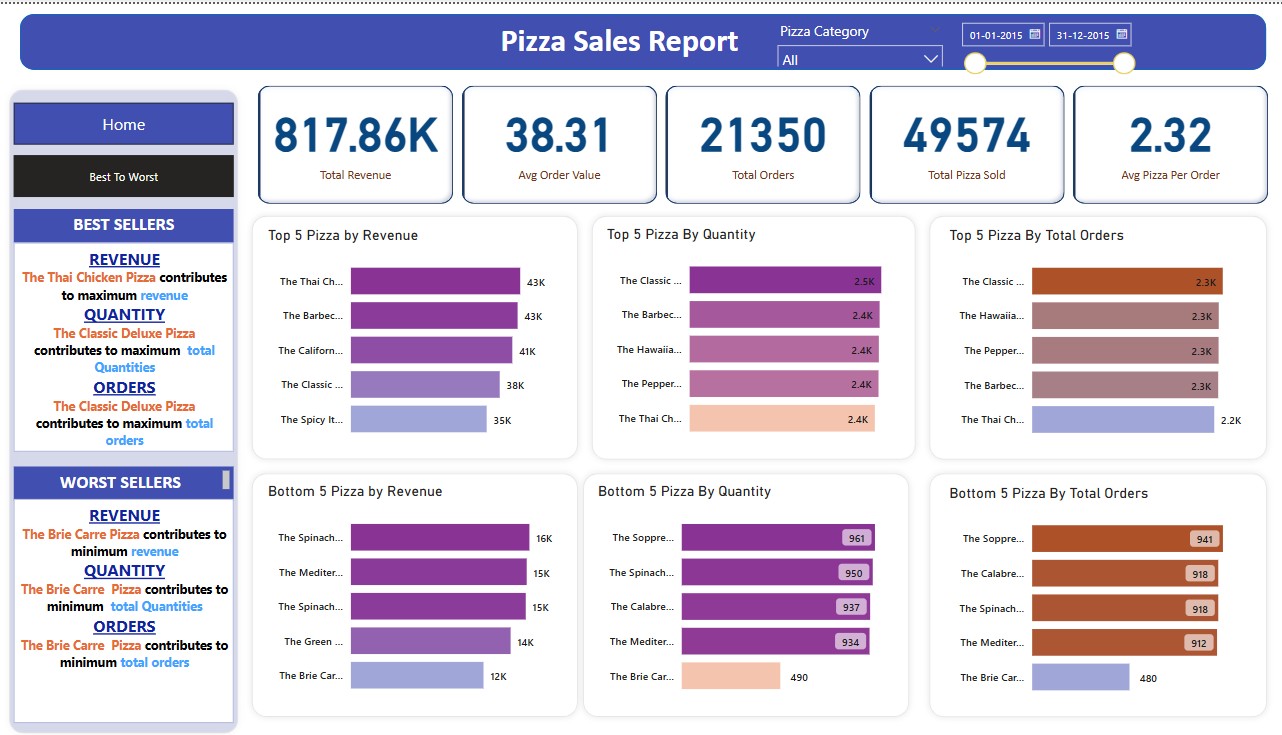 Pizza Sales Report
Pizza Category
All
01-01-2015
31-12-2015
Home
Best To Worst
BEST SELLERS
REVENUE
The Thai Chicken Pizza contributes
to maximum revenue
QUANTITY
The Classic Deluxe Pizza
contributes to maximum total
Quantities
ORDERS
The Classic Deluxe Pizza
contributes to maximum total
orders
WORST SELLERS
REVENUE
The Brie Carre Pizza contributes to
minimum revenue
QUANTITY
The Brie Carre Pizza contributes to
minimum total Quantities
ORDERS
The Brie Carre Pizza contributes to
minimum total orders
817.86K
Total Revenue
38.31
Avg Order Value
21350
Total Orders
49574
Total Pizza Sold
2.32
Avg Pizza Per Order
Top 5 Pizza by Revenue
The Thai Ch... 43K
The Barbec... 43K
The Californ... 41K
The Classic ... 38K
The Spicy It... 35K
Top 5 Pizza By Quantity
The Classic ... 2.5K
The Barbec... 2.4K
The Hawaiia... 2.4K
The Pepper... 2.4K
The Thai Ch... 2.4K
Top 5 Pizza By Total Orders
The Classic ... 2.3K
The Hawaiia... 2.3K
The Pepper... 2.3K
The Barbec... 2.3K
The Thai Ch... 2.2K
Bottom 5 Pizza by Revenue
The Spinach... 16K
The Mediter... 15K
The Spinach... 15K
The Green ... 14K
The Brie Car... 12K
Bottom 5 Pizza By Quantity
The Soppre... 961
The Spinach... 950
The Calabre... 937
The Mediter... 934
The Brie Car... 490
Bottom 5 Pizza By Total Orders
The Soppre... 941
The Calabre... 918
The Spinach... 918
The Mediter... 912
The Brie Car... 480